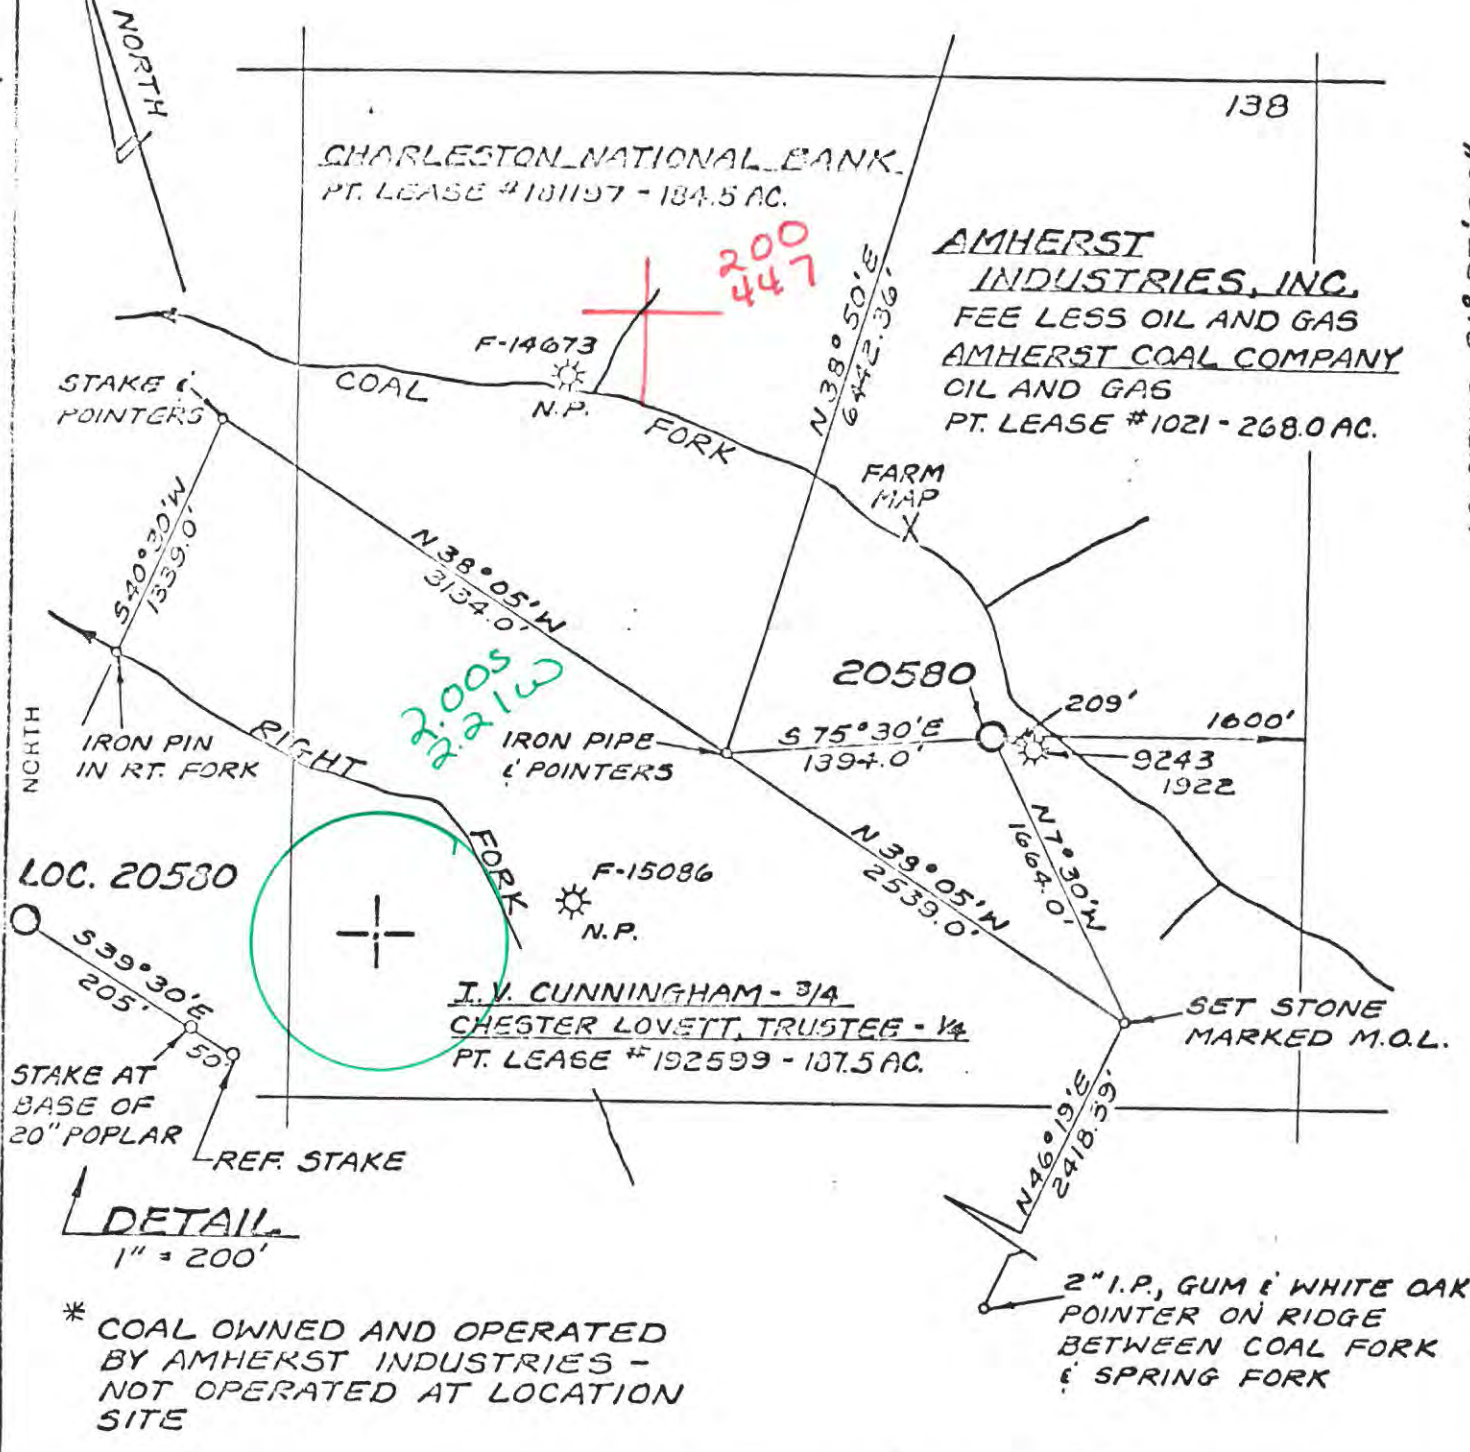 NORTH
138
CHARLESTON NATIONAL BANK
PT. LEASE #181197 - 184.5 AC.
200
447
N 38° 50' E
6442.36'
AMHERST
INDUSTRIES, INC.
FEE LESS OIL AND GAS
AMHERST COAL COMPANY
OIL AND GAS
PT. LEASE #1021 - 268.0 AC.
F-14673
N.P.
COAL
FORK
STAKE &
POINTERS
FARM
MAP
X
S40°30'W
1339.0'
N 38°05'W
3134.0'
2.00S
2.21W
20580
209'
1600'
S 75°30'E
1394.0'
9243
1922
IRON PIPE
& POINTERS
NORTH
IRON PIN
IN RT. FORK
RIGHT
FORK
N 39°05'W
2539.0'
N7°30'W
1664.0'
LOC. 20580
F-15086
N.P.
S39°30'E
205'
50'
I.V. CUNNINGHAM - 3/4
CHESTER LOVETT, TRUSTEE - 1/4
PT. LEASE #192599 - 187.5 AC.
SET STONE
MARKED M.O.L.
STAKE AT
BASE OF
20" POPLAR
REF. STAKE
N46°19'E
2418.59'
DETAIL
1" = 200'
2" I.P., GUM & WHITE OAK
POINTER ON RIDGE
BETWEEN COAL FORK
& SPRING FORK
* COAL OWNED AND OPERATED
BY AMHERST INDUSTRIES -
NOT OPERATED AT LOCATION
SITE